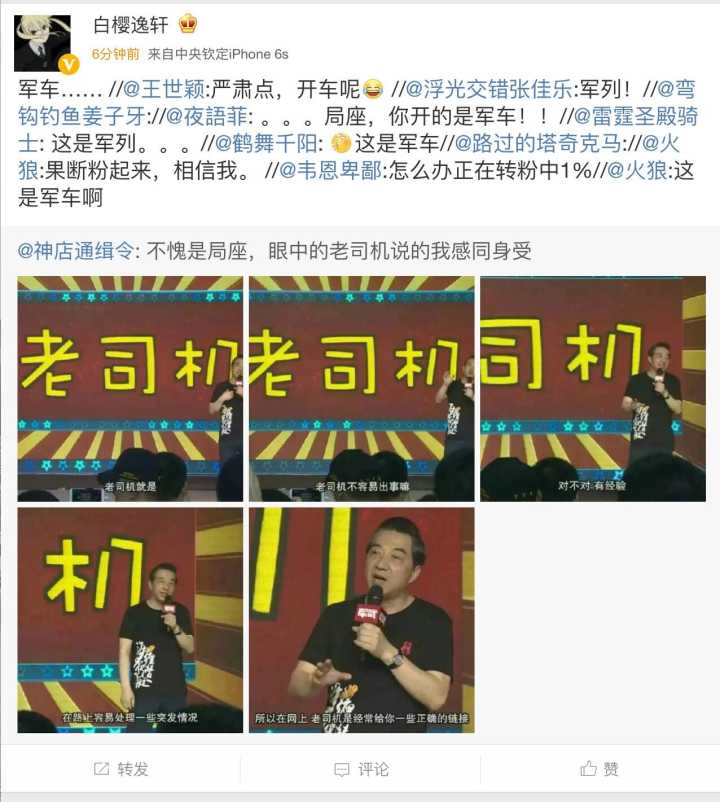 白樱逸轩
6分钟前 来自中央钦定iPhone 6s
军车…… //@王世颖:严肃点，开车呢😂 //@浮光交错张佳乐:军列！//@弯
钩钓鱼姜子牙://@夜語菲: 。。。局座，你开的是军车！！//@雷霆圣殿骑
士: 这是军列。。。//@鹤舞千阳: 这是军车//@路过的塔奇克马://@火
狼:果断粉起来，相信我。 //@韦恩卑鄙:怎么办正在转粉中1%//@火狼:这
是军车啊
@神店通缉令: 不愧是局座，眼中的老司机说的我感同身受
老司机
老司机就是
老司机
老司机不容易出事嘛
司机
对不对 有经验
机
在路上容易处理一些突发情况
所以在网上 老司机是经常给你一些正确的链接
转发
评论
赞